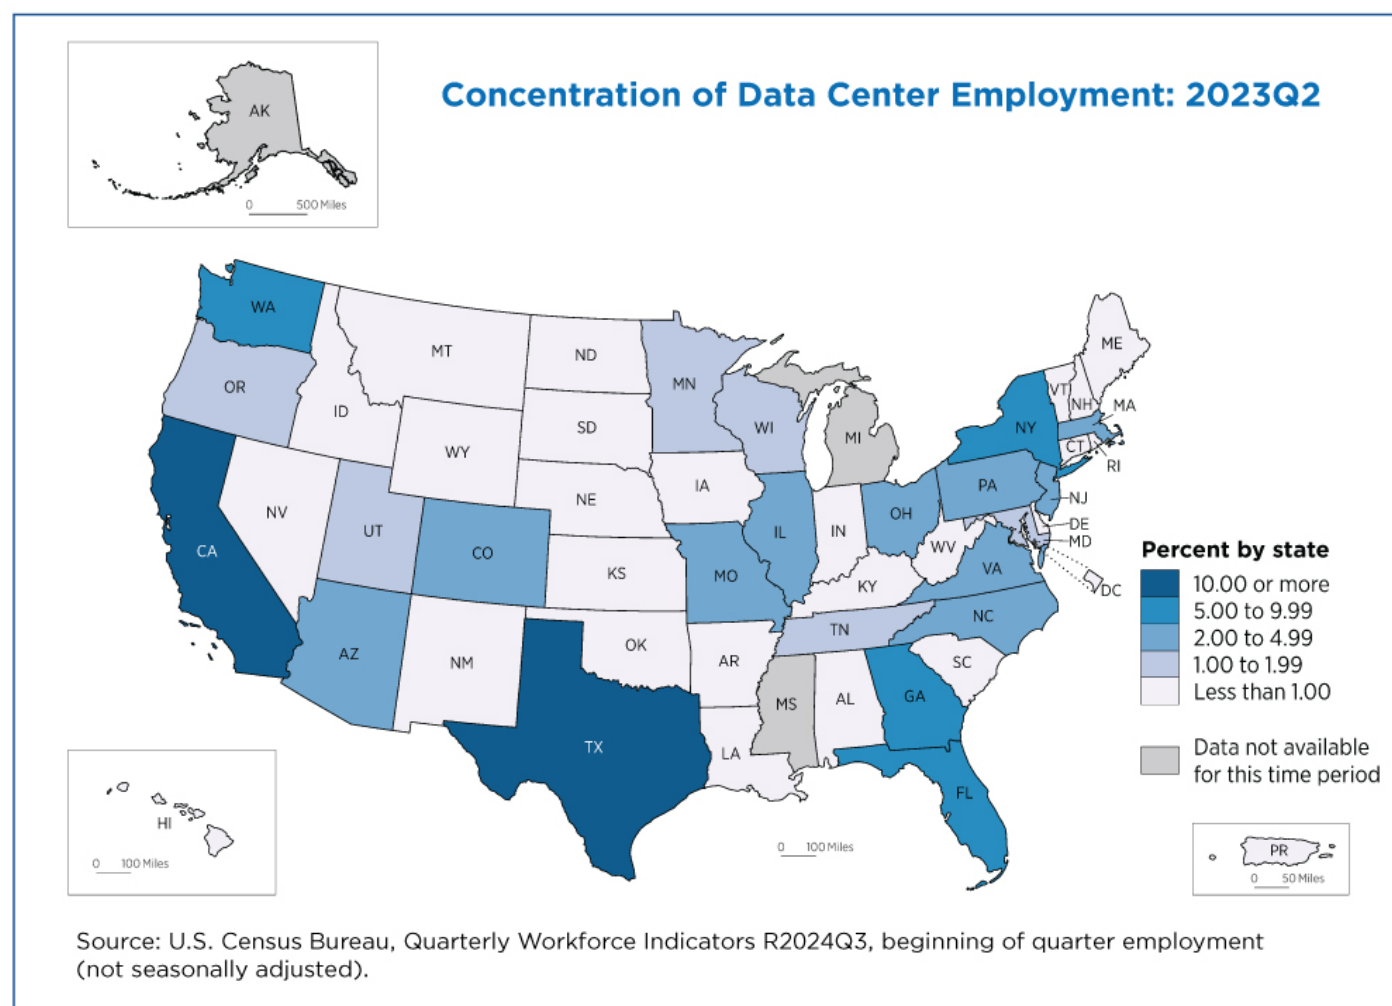 Concentration of Data Center Employment: 2023Q2
AK
0 500 Miles
WA
OR
CA
ID
NV
MT
WY
UT
AZ
CO
NM
ND
SD
NE
KS
OK
TX
MN
IA
MO
AR
LA
WI
IL
MI
IN
OH
KY
TN
MS
AL
GA
FL
SC
NC
VA
WV
PA
NY
VT
NH
ME
MA
CT
RI
NJ
DE
MD
DC
HI
0 100 Miles
0 100 Miles
PR
0 50 Miles
Percent by state
10.00 or more
5.00 to 9.99
2.00 to 4.99
1.00 to 1.99
Less than 1.00
Data not available
for this time period
Source: U.S. Census Bureau, Quarterly Workforce Indicators R2024Q3, beginning of quarter employment
(not seasonally adjusted).